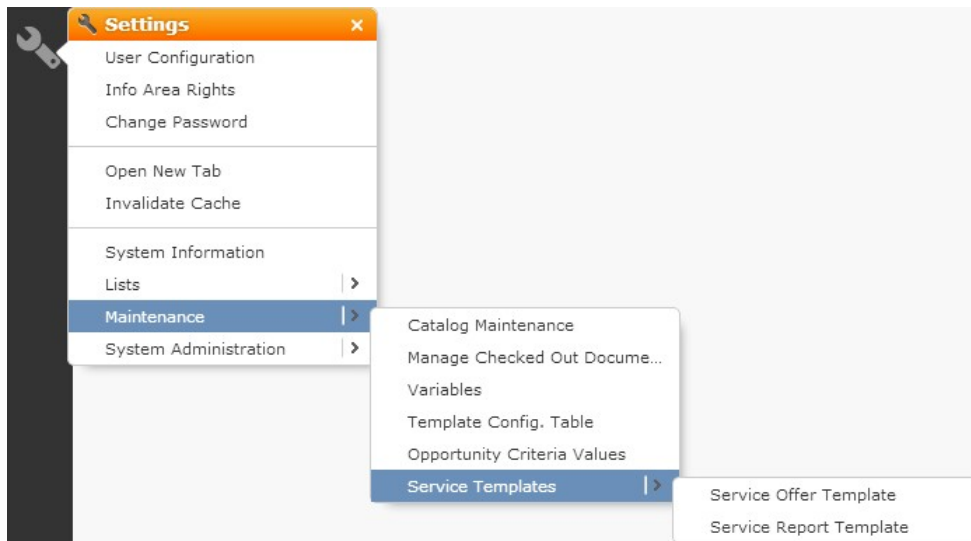 Settings
User Configuration
Info Area Rights
Change Password
Open New Tab
Invalidate Cache
System Information
Lists
Maintenance
System Administration
Catalog Maintenance
Manage Checked Out Docume...
Variables
Template Config. Table
Opportunity Criteria Values
Service Templates
Service Offer Template
Service Report Template